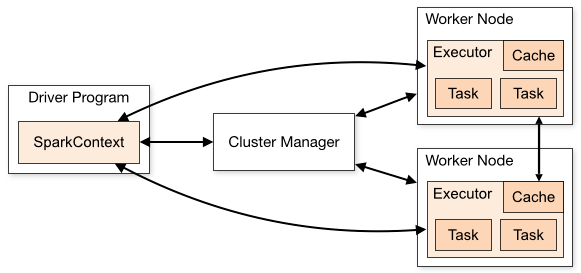 Driver Program
SparkContext
Cluster Manager
Worker Node
Executor
Cache
Task
Task
Worker Node
Executor
Cache
Task
Task